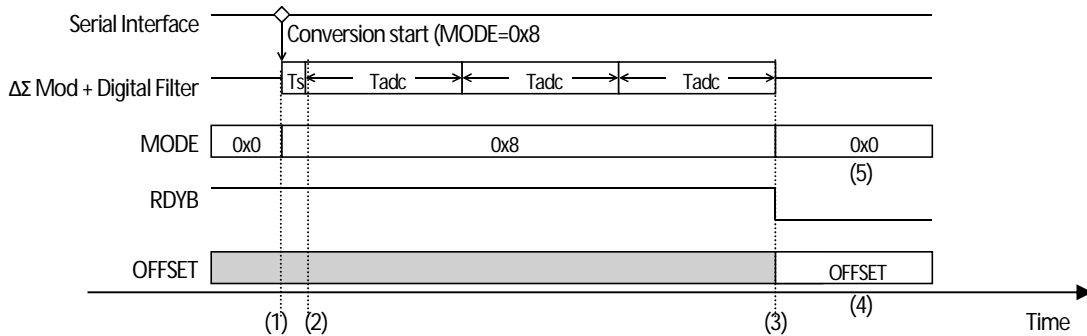 Serial Interface
Conversion start (MODE=0x8
ΔΣ Mod + Digital Filter Ts Tadc Tadc Tadc
MODE 0x0 0x8 0x0
(5)
RDYB
OFFSET OFFSET
(4)
(1) (2) (3) Time